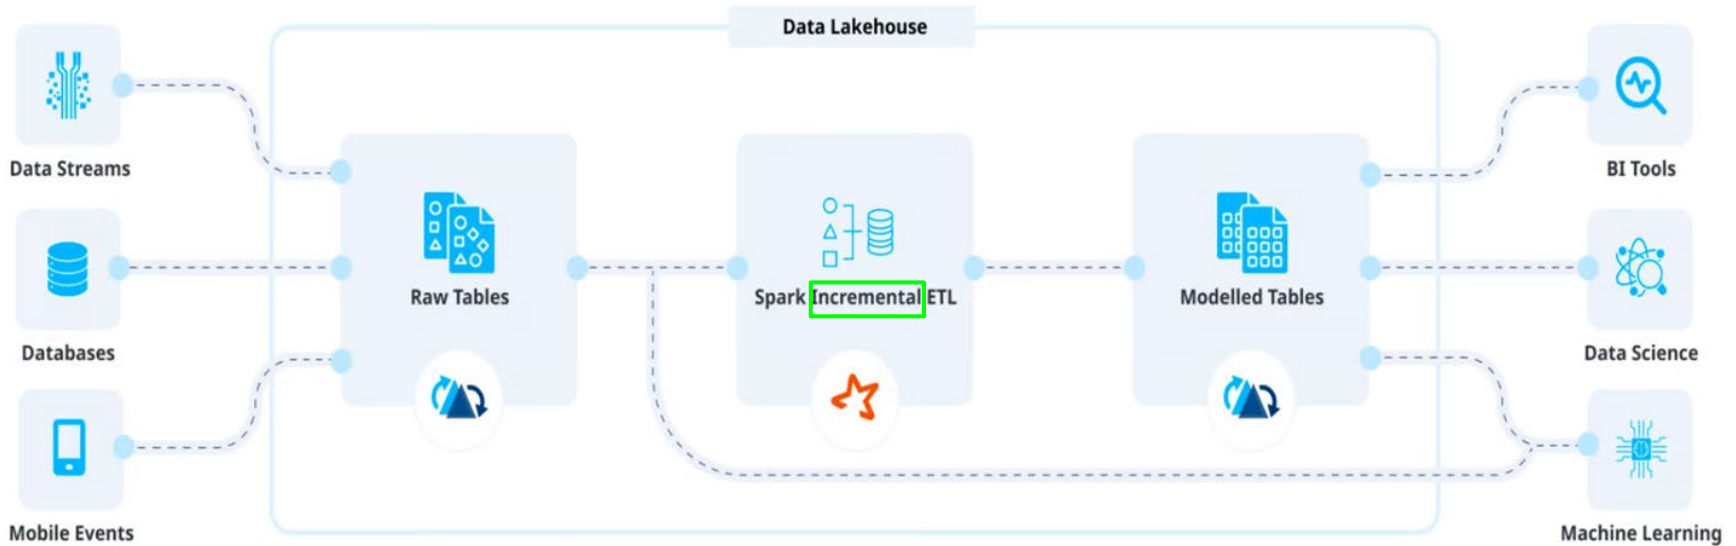 Data Lakehouse
Data Streams
BI Tools
Raw Tables
Spark Incremental ETL
Modelled Tables
Databases
Data Science
Mobile Events
Machine Learning